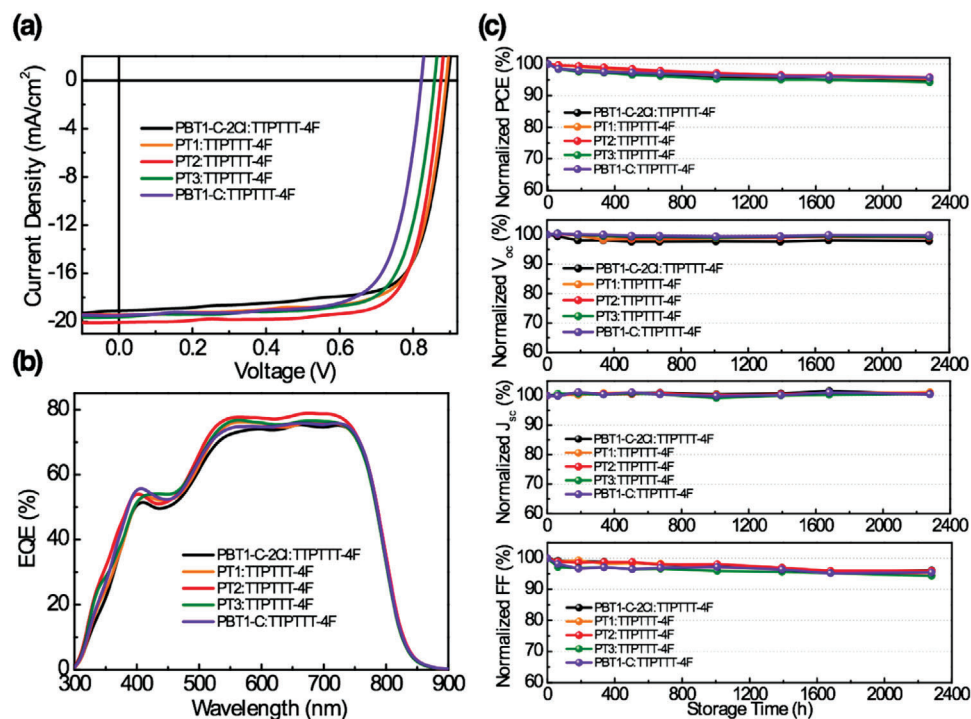 (a)
0
-4
-8
-12
-16
-20
Current Density (mA/cm²)
PBT1-C-2Cl:TTPTTT-4F
PT1:TTPTTT-4F
PT2:TTPTTT-4F
PT3:TTPTTT-4F
PBT1-C:TTPTTT-4F
0.0 0.2 0.4 0.6 0.8
Voltage (V)
(b)
80
60
40
20
0
EQE (%)
PBT1-C-2Cl:TTPTTT-4F
PT1:TTPTTT-4F
PT2:TTPTTT-4F
PT3:TTPTTT-4F
PBT1-C:TTPTTT-4F
300 400 500 600 700 800 900
Wavelength (nm)
(c)
Normalized PCE (%)
100
90
80
70
60
PBT1-C-2Cl:TTPTTT-4F
PT1:TTPTTT-4F
PT2:TTPTTT-4F
PT3:TTPTTT-4F
PBT1-C:TTPTTT-4F
0 400 800 1200 1600 2000 2400
Normalized Voc (%)
100
90
80
70
60
PBT1-C-2Cl:TTPTTT-4F
PT1:TTPTTT-4F
PT2:TTPTTT-4F
PT3:TTPTTT-4F
PBT1-C:TTPTTT-4F
0 400 800 1200 1600 2000 2400
Normalized Jsc (%)
100
90
80
70
60
PBT1-C-2Cl:TTPTTT-4F
PT1:TTPTTT-4F
PT2:TTPTTT-4F
PT3:TTPTTT-4F
PBT1-C:TTPTTT-4F
0 400 800 1200 1600 2000 2400
Normalized FF (%)
100
90
80
70
60
PBT1-C-2Cl:TTPTTT-4F
PT1:TTPTTT-4F
PT2:TTPTTT-4F
PT3:TTPTTT-4F
PBT1-C:TTPTTT-4F
0 400 800 1200 1600 2000 2400
Storage Time (h)